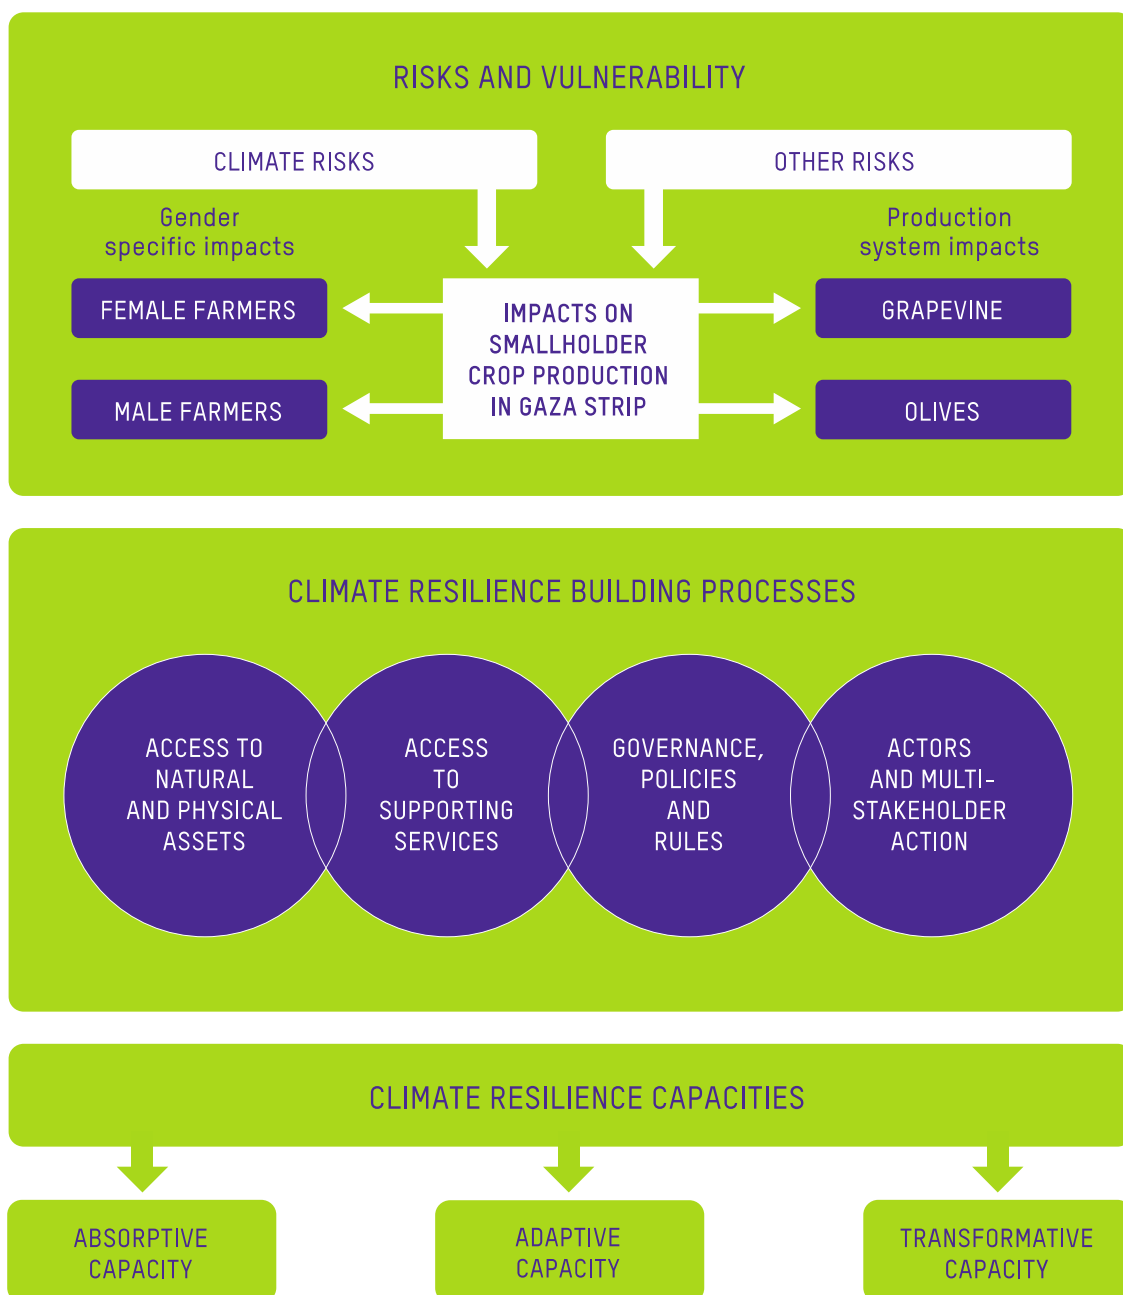 RISKS AND VULNERABILITY
CLIMATE RISKS
OTHER RISKS
Gender
specific impacts
Production
system impacts
FEMALE FARMERS
MALE FARMERS
IMPACTS ON
SMALLHOLDER
CROP PRODUCTION
IN GAZA STRIP
GRAPEVINE
OLIVES
CLIMATE RESILIENCE BUILDING PROCESSES
ACCESS TO
NATURAL
AND PHYSICAL
ASSETS
ACCESS
TO
SUPPORTING
SERVICES
GOVERNANCE,
POLICIES
AND
RULES
ACTORS
AND MULTI-
STAKEHOLDER
ACTION
CLIMATE RESILIENCE CAPACITIES
ABSORPTIVE
CAPACITY
ADAPTIVE
CAPACITY
TRANSFORMATIVE
CAPACITY